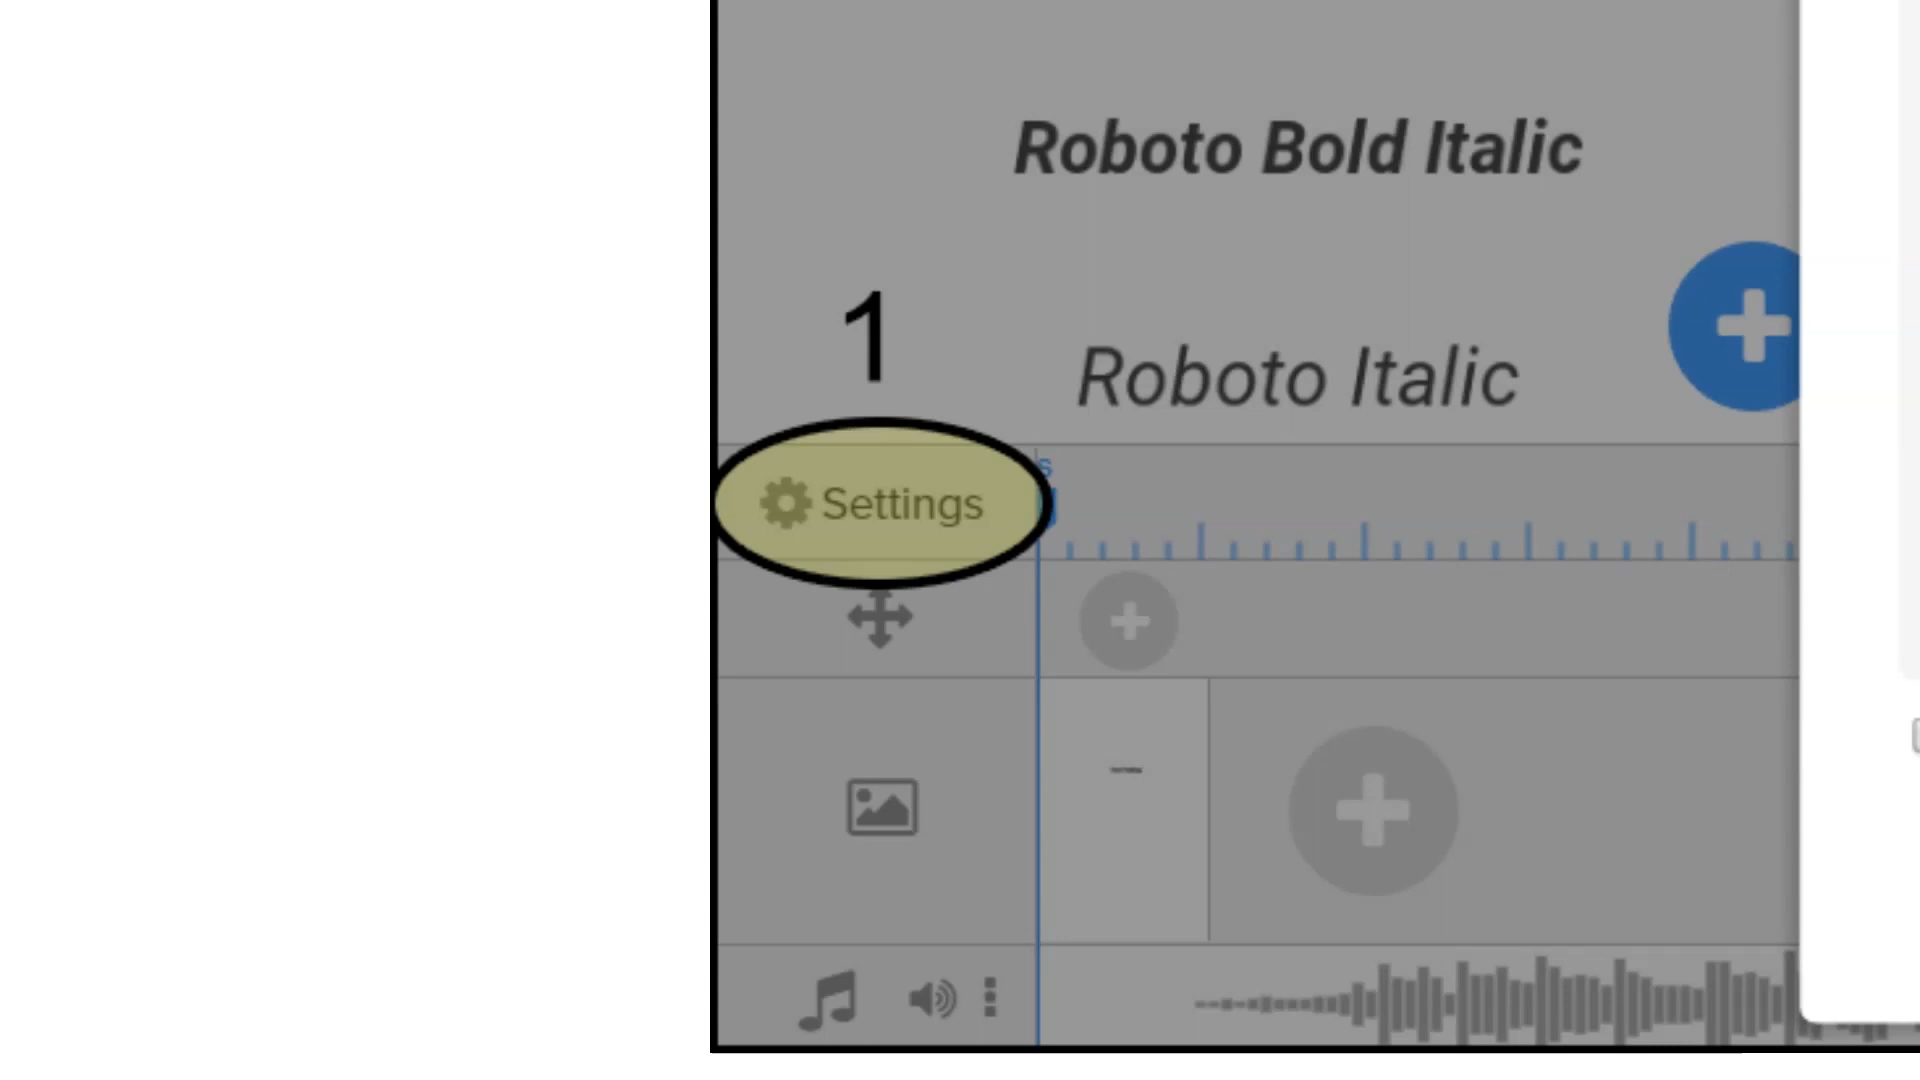 Roboto Bold Italic
1
Roboto Italic
s
Settings